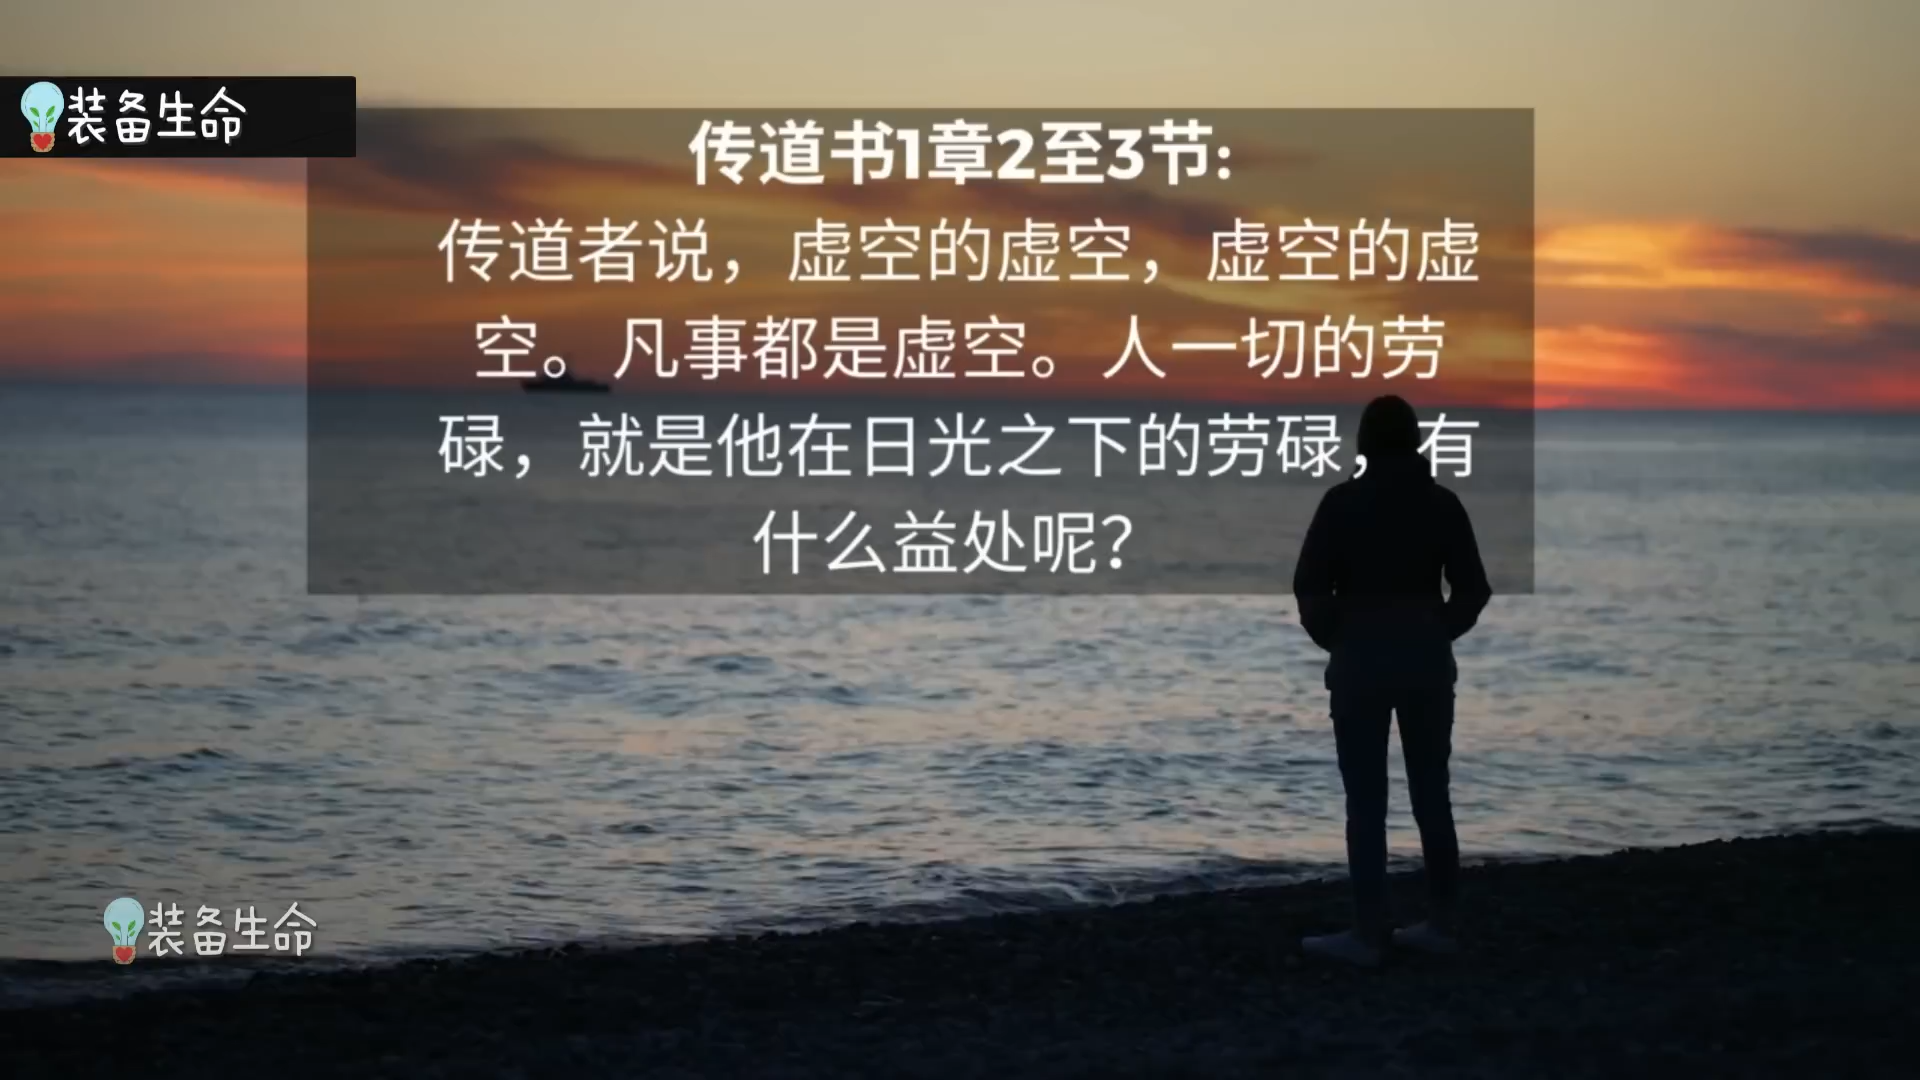 装备生命
传道书1章2至3节:
传道者说，虚空的虚空，虚空的虚
空。凡事都是虚空。人一切的劳
碌，就是他在日光之下的劳碌，有
什么益处呢?
装备生命